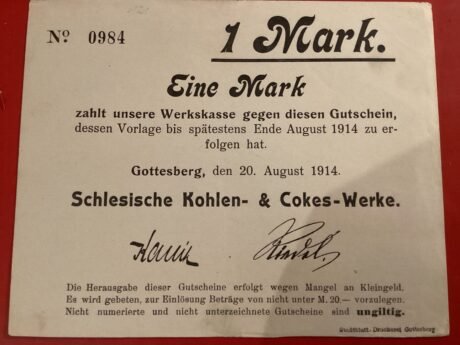 No 0984
1 Mark.
Eine Mark
zahlt unsere Werkskasse gegen diesen Gutschein,
dessen Vorlage bis spätestens Ende August 1914 zu er-
folgen hat.
Gottesberg, den 20. August 1914.
Schlesische Kohlen- & Cokes-Werke.
Die Herausgabe dieser Gutscheine erfolgt wegen Mangel an Kleingeld.
Es wird gebeten, zur Einlösung Beträge von nicht unter M. 20.— vorzulegen.
Nicht numerierte und nicht unterzeichnete Gutscheine sind ungiltig.
Stadtblatt-Druckerei, Gottesberg